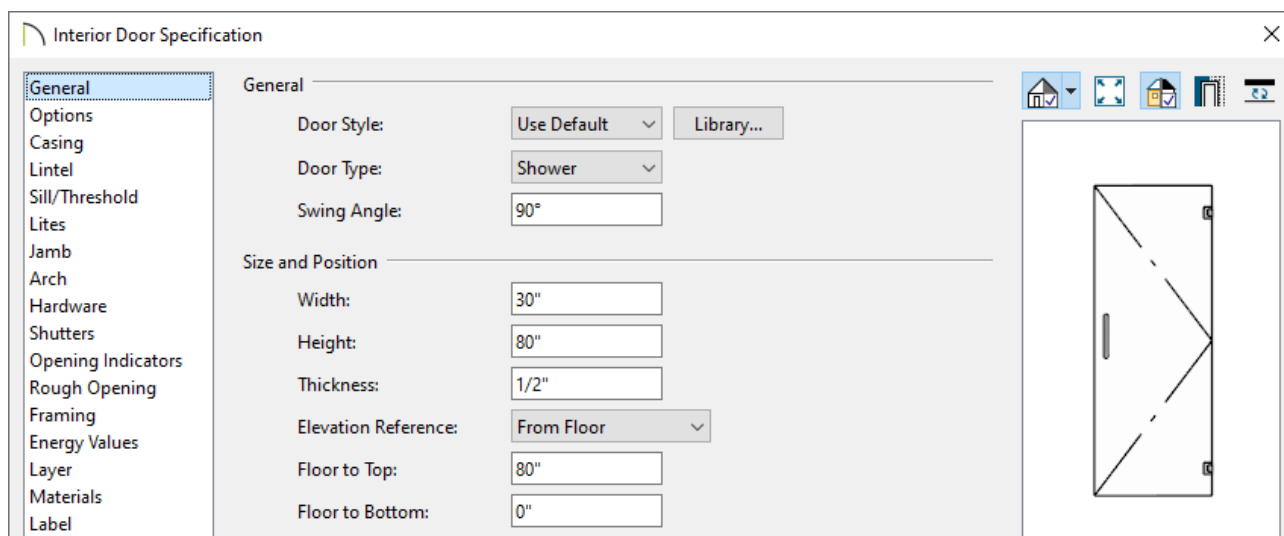 Interior Door Specification
General
Options
Casing
Lintel
Sill/Threshold
Lites
Jamb
Arch
Hardware
Shutters
Opening Indicators
Rough Opening
Framing
Energy Values
Layer
Materials
Label
General
Door Style: Use Default Library...
Door Type: Shower
Swing Angle: 90°
Size and Position
Width: 30"
Height: 80"
Thickness: 1/2"
Elevation Reference: From Floor
Floor to Top: 80"
Floor to Bottom: 0"